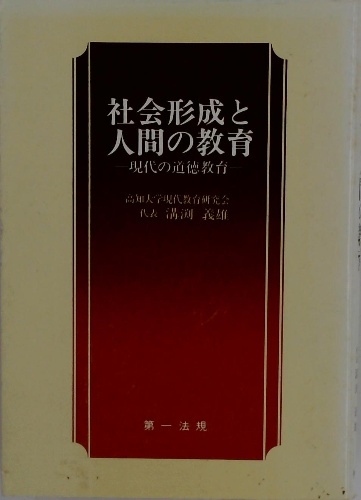 社会形成と
人間の教育
―現代の道徳教育―
高知大学現代教育研究会
代表 溝渕 義雄
第一法規